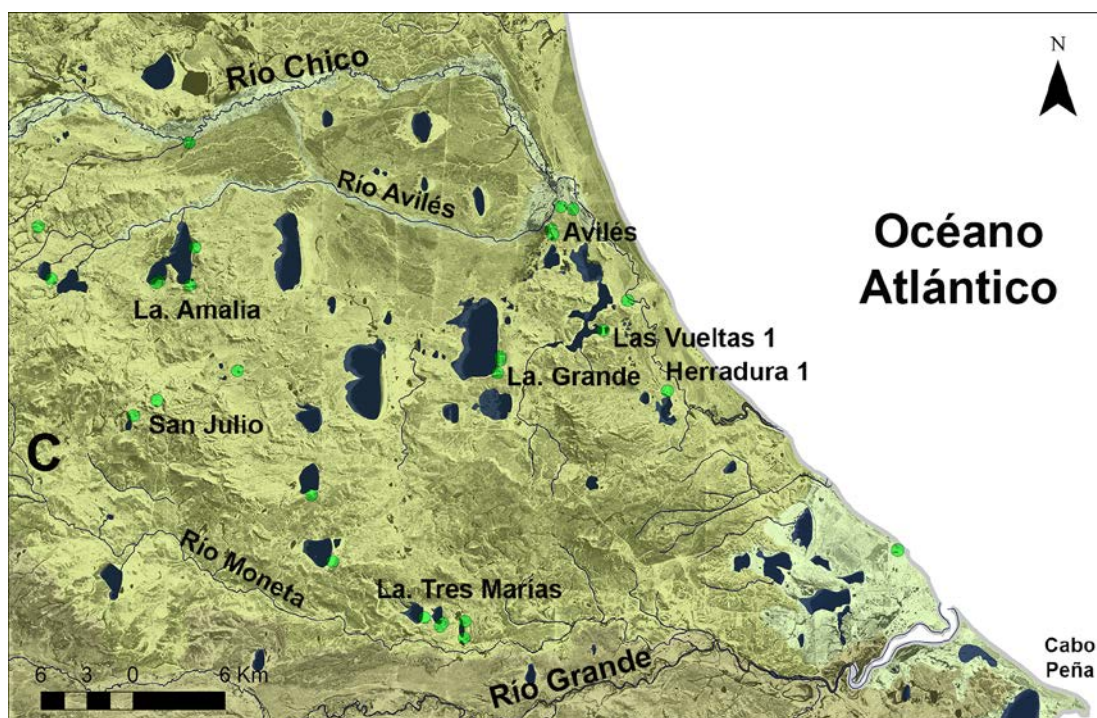 N
Río Chico
Río Avilés
Avilés
Océano
Atlántico
La. Amalia
Las Vueltas 1
La. Grande
Herradura 1
San Julio
C
Río Moneta
La. Tres Marías
Río Grande
Cabo
Peña
6 3 0 6 Km